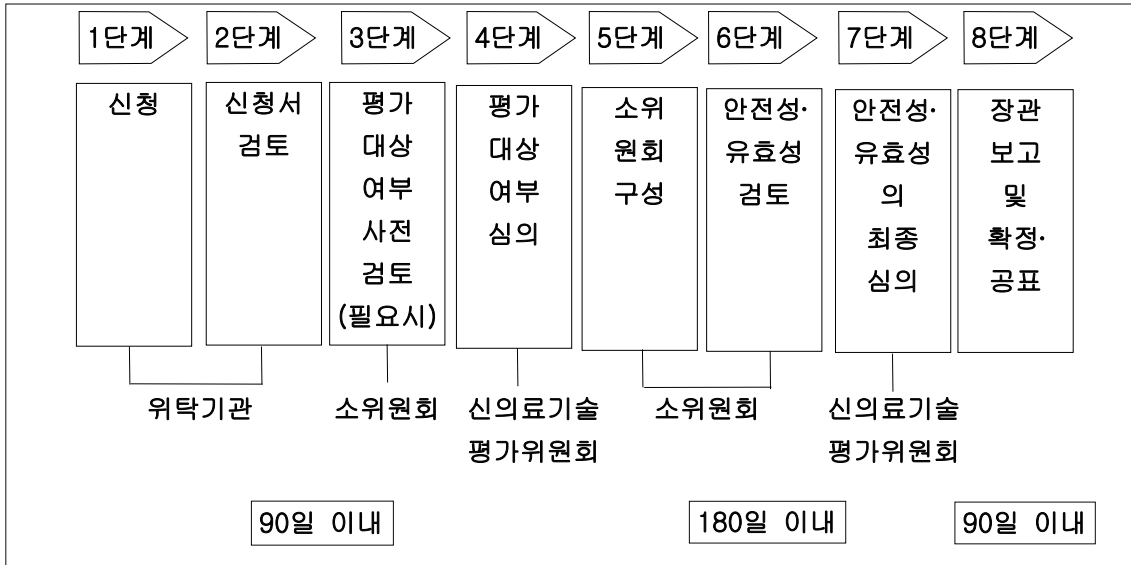 1단계 2단계 3단계 4단계 5단계 6단계 7단계 8단계
신청
신청서
검토
평가
대상
여부
사전
검토
(필요시)
평가
대상
여부
심의
소위
원회
구성
안전성·
유효성
검토
안전성·
유효성
의
최종
심의
장관
보고
및
확정·
공표
위탁기관
소위원회
신의료기술
평가위원회
소위원회
신의료기술
평가위원회
90일 이내
180일 이내
90일 이내